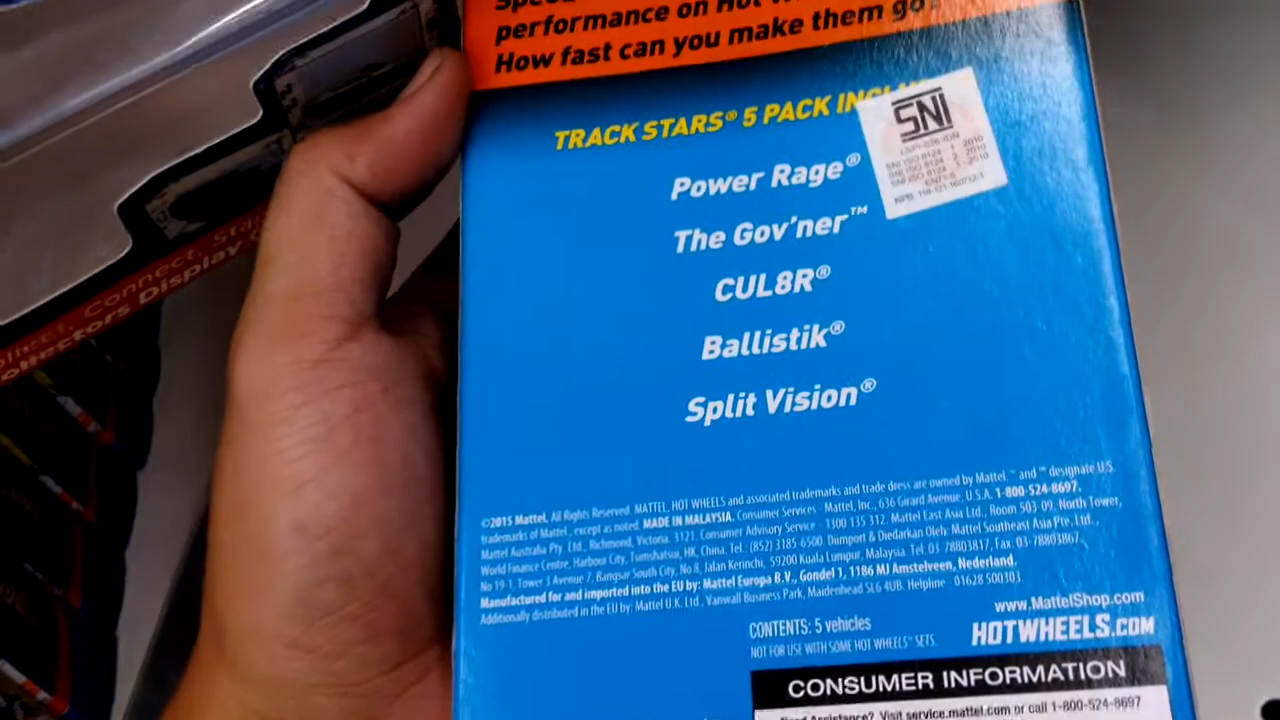 performance on Hot
How fast can you make them go?
TRACK STARS® 5 PACK
SNI
Power Rage®
The Gov'ner™
CUL8R®
Ballistik®
Split Vision®
©2015 Mattel. All Rights Reserved. MATTEL, HOT WHEELS and associated trademarks and trade dress are owned by Mattel. ™ and ™ designate U.S.
trademarks of Mattel, except as noted. MADE IN MALAYSIA. Consumer Services - Mattel, Inc., 636 Girard Avenue, U.S.A. 1-800-524-8697.
Mattel Australia Pty. Ltd., Richmond, Victoria. 3121. Consumer Advisory Service - 1300 135 312. Mattel East Asia Ltd., Room 503-09, North Tower,
World Finance Centre, Harbour City, Tsimshatsui, HK, China. Tel. (852) 3185-6500. Diimport & Diedarkan Oleh: Mattel Southeast Asia Pte. Ltd.,
No 19-1, Tower 3 Avenue 7, Bangsar South City, No.8, Jalan Kerinchi, 59200 Kuala Lumpur, Malaysia. Tel. 03-78803817, Fax. 03-78803867.
Manufactured for and imported into the EU by: Mattel Europa B.V., Gondel 1, 1186 MJ Amstelveen, Nederland.
Additionally distributed in the EU by: Mattel U.K. Ltd., Vanwall Business Park, Maidenhead SL6 4UB. Helpline - 01628 500303.
www.MattelShop.com
CONTENTS: 5 vehicles
HOTWHEELS.COM
NOT FOR USE WITH SOME HOT WHEELS™ SETS.
CONSUMER INFORMATION
Need Assistance? Visit service.mattel.com or call 1-800-524-8697